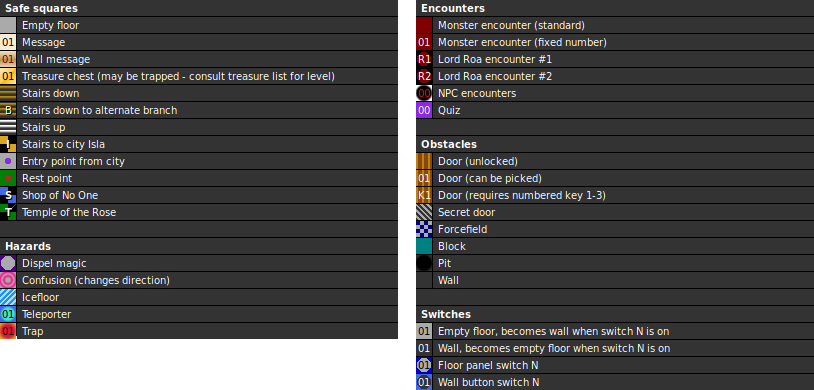 Safe squares
Empty floor
01 Message
01 Wall message
01 Treasure chest (may be trapped - consult treasure list for level)
Stairs down
B Stairs down to alternate branch
Stairs up
I Stairs to city Isla
Entry point from city
Rest point
S Shop of No One
T Temple of the Rose
Hazards
Dispel magic
Confusion (changes direction)
Icefloor
01 Teleporter
01 Trap
Encounters
Monster encounter (standard)
01 Monster encounter (fixed number)
R1 Lord Roa encounter #1
R2 Lord Roa encounter #2
00 NPC encounters
00 Quiz
Obstacles
Door (unlocked)
01 Door (can be picked)
K1 Door (requires numbered key 1-3)
Secret door
Forcefield
Block
Pit
Wall
Switches
01 Empty floor, becomes wall when switch N is on
01 Wall, becomes empty floor when switch N is on
01 Floor panel switch N
01 Wall button switch N